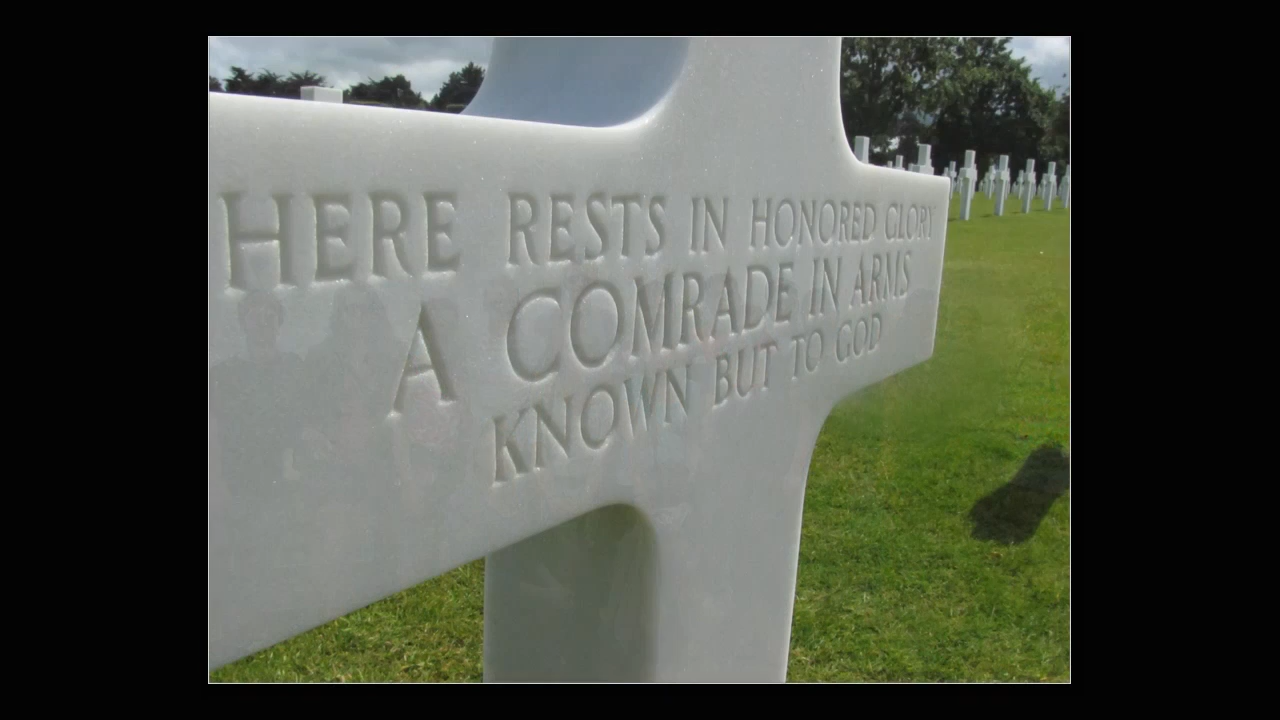 HERE RESTS IN HONORED GLORY
A COMRADE IN ARMS
KNOWN BUT TO GOD